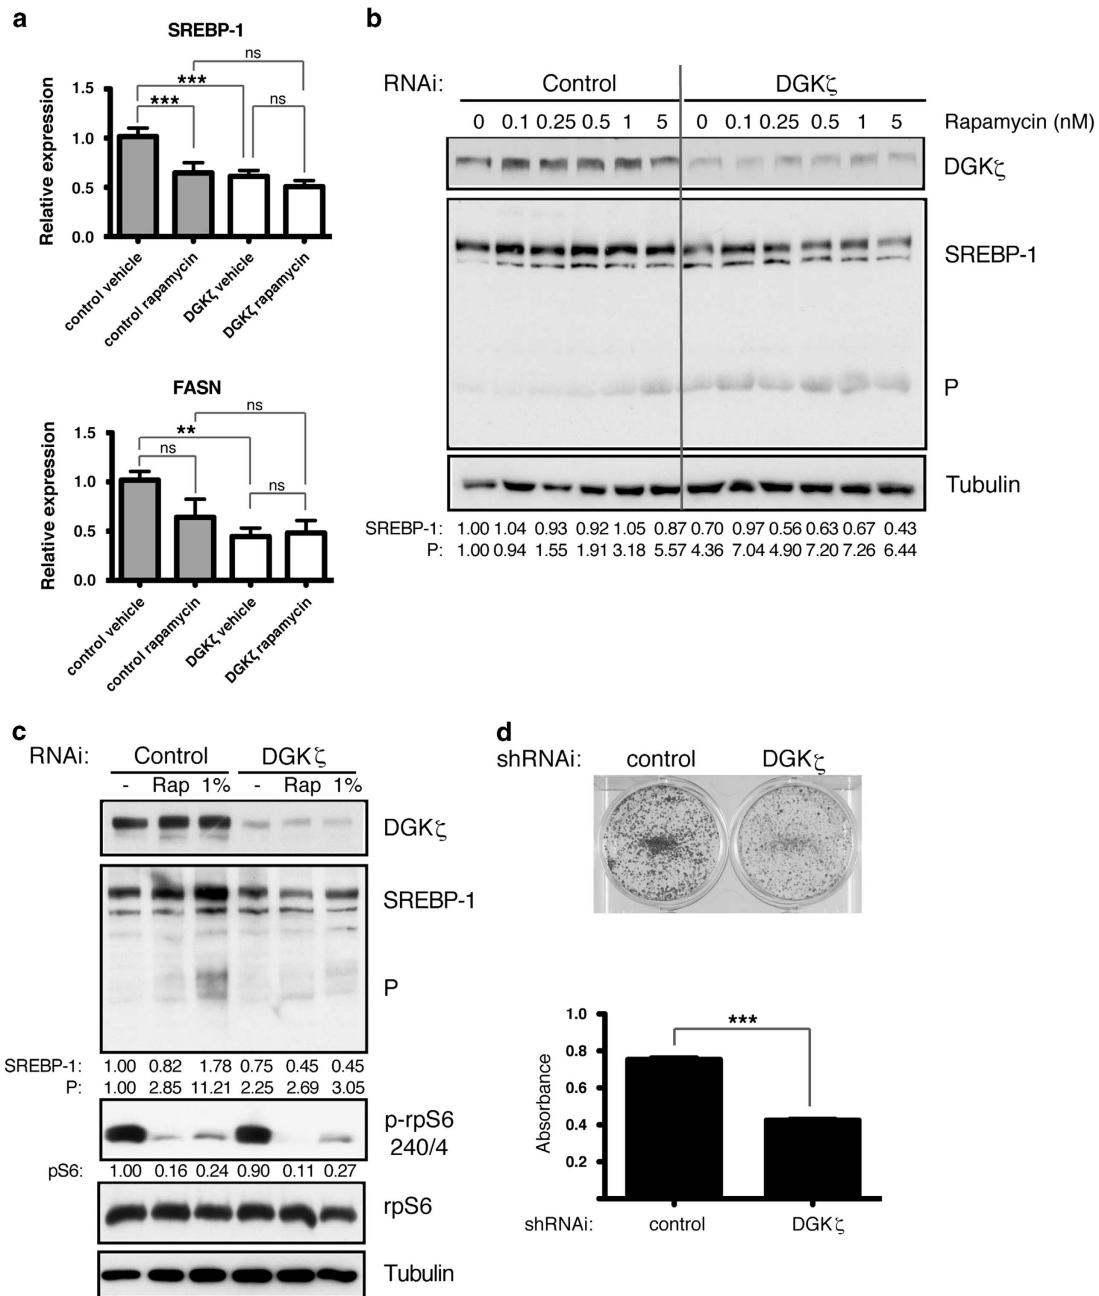 a
SREBP-1
Relative expression
1.5
1.0
0.5
0.0
***
***
ns
ns
control vehicle
control rapamycin
DGKζ vehicle
DGKζ rapamycin
FASN
Relative expression
1.5
1.0
0.5
0.0
ns
**
ns
ns
control vehicle
control rapamycin
DGKζ vehicle
DGKζ rapamycin
b
RNAi: Control DGKζ
0 0.1 0.25 0.5 1 5 0 0.1 0.25 0.5 1 5 Rapamycin (nM)
DGKζ
SREBP-1
P
Tubulin
SREBP-1: 1.00 1.04 0.93 0.92 1.05 0.87 0.70 0.97 0.56 0.63 0.67 0.43
P: 1.00 0.94 1.55 1.91 3.18 5.57 4.36 7.04 4.90 7.20 7.26 6.44
c
RNAi: Control DGKζ
- Rap 1% - Rap 1%
DGKζ
SREBP-1
P
SREBP-1: 1.00 0.82 1.78 0.75 0.45 0.45
P: 1.00 2.85 11.21 2.25 2.69 3.05
p-rpS6
240/4
pS6: 1.00 0.16 0.24 0.90 0.11 0.27
rpS6
Tubulin
d
shRNAi: control DGKζ
Absorbance
1.0
0.8
0.6
0.4
0.2
***
shRNAi: control DGKζ